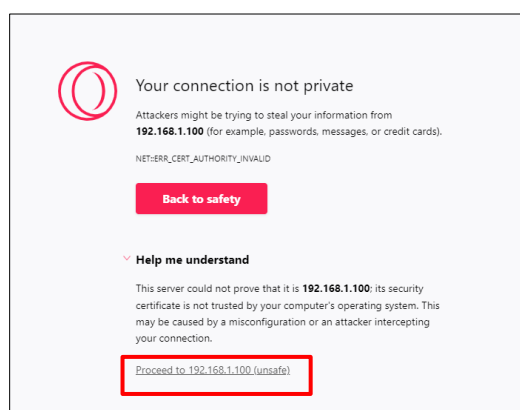 Your connection is not private
Attackers might be trying to steal your information from
192.168.1.100 (for example, passwords, messages, or credit cards).
NET::ERR_CERT_AUTHORITY_INVALID
Back to safety
Help me understand
This server could not prove that it is 192.168.1.100; its security
certificate is not trusted by your computer's operating system. This
may be caused by a misconfiguration or an attacker intercepting
your connection.
Proceed to 192.168.1.100 (unsafe)